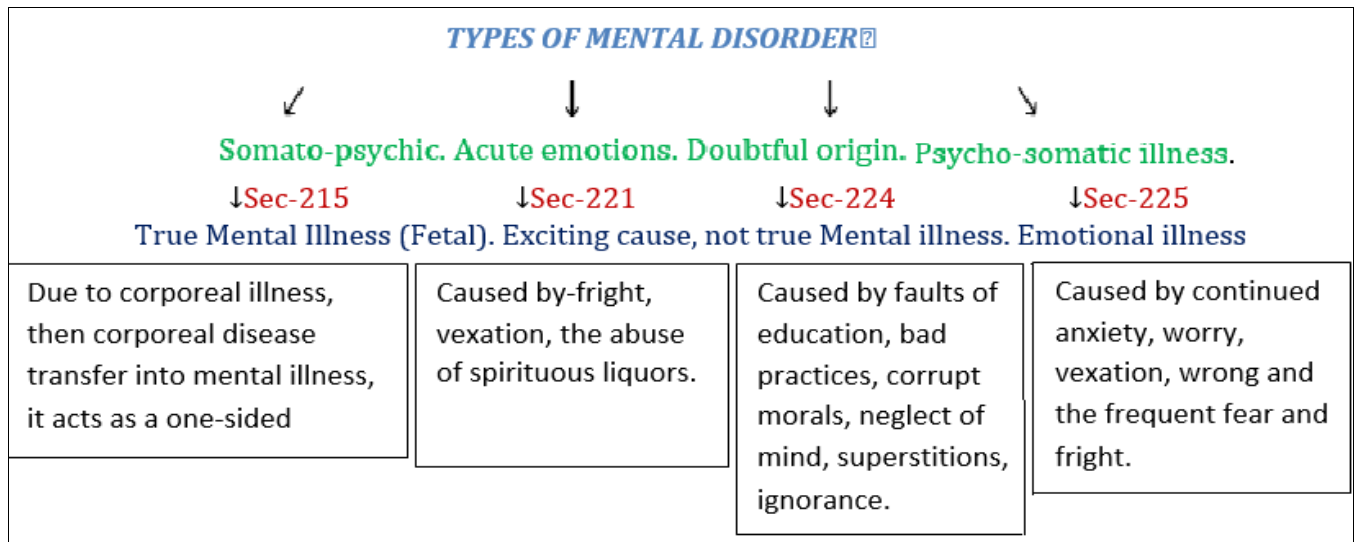 TYPES OF MENTAL DISORDER
↙ ↓ ↓ ↘
Somato-psychic. Acute emotions. Doubtful origin. Psycho-somatic illness.
↓Sec-215 ↓Sec-221 ↓Sec-224 ↓Sec-225
True Mental Illness (Fetal). Exciting cause, not true Mental illness. Emotional illness
Due to corporeal illness,
then corporeal disease
transfer into mental illness,
it acts as a one-sided
Caused by-fright,
vexation, the abuse
of spirituous liquors.
Caused by faults of
education, bad
practices, corrupt
morals, neglect of
mind, superstitions,
ignorance.
Caused by continued
anxiety, worry,
vexation, wrong and
the frequent fear and
fright.